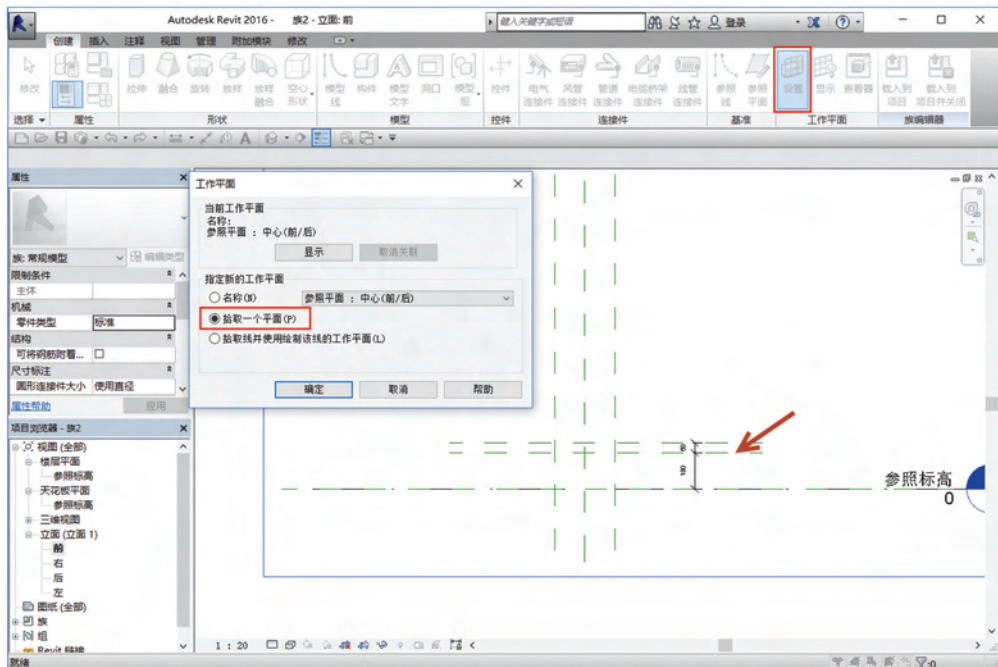 Autodesk Revit 2016 - 族2 - 立面: 前
键入关键字或短语
登录
创建 插入 注释 视图 管理 附加模块 修改
修改
拉伸 融合 旋转 放样 放样融合 空心形状
模型线 构件 模型文字 洞口 模型组
控件
电气连接件 风管连接件 管道连接件 电缆桥架连接件 线管连接件
参照线 参照平面
设置 显示 查看器
载入到项目 载入到项目并关闭
选择 属性 形状 模型 控件 连接件 基准 工作平面 族编辑器
属性
族: 常规模型
编辑类型
限制条件
主体
机械
零件类型 标准
结构
可将钢筋附着...
尺寸标注
圆形连接件大小 使用直径
属性帮助
应用
工作平面
当前工作平面
名称:
参照平面 : 中心(前/后)
显示 取消关联
指定新的工作平面
名称(N) 参照平面 : 中心(前/后)
拾取一个平面(P)
拾取线并使用绘制该线的工作平面(L)
确定 取消 帮助
项目浏览器 - 族2
视图 (全部)
楼层平面
参照标高
天花板平面
参照标高
三维视图
立面 (立面 1)
前
右
后
左
图纸 (全部)
族
组
Revit 链接
180
参照标高
0
1 : 20
就绪
:0